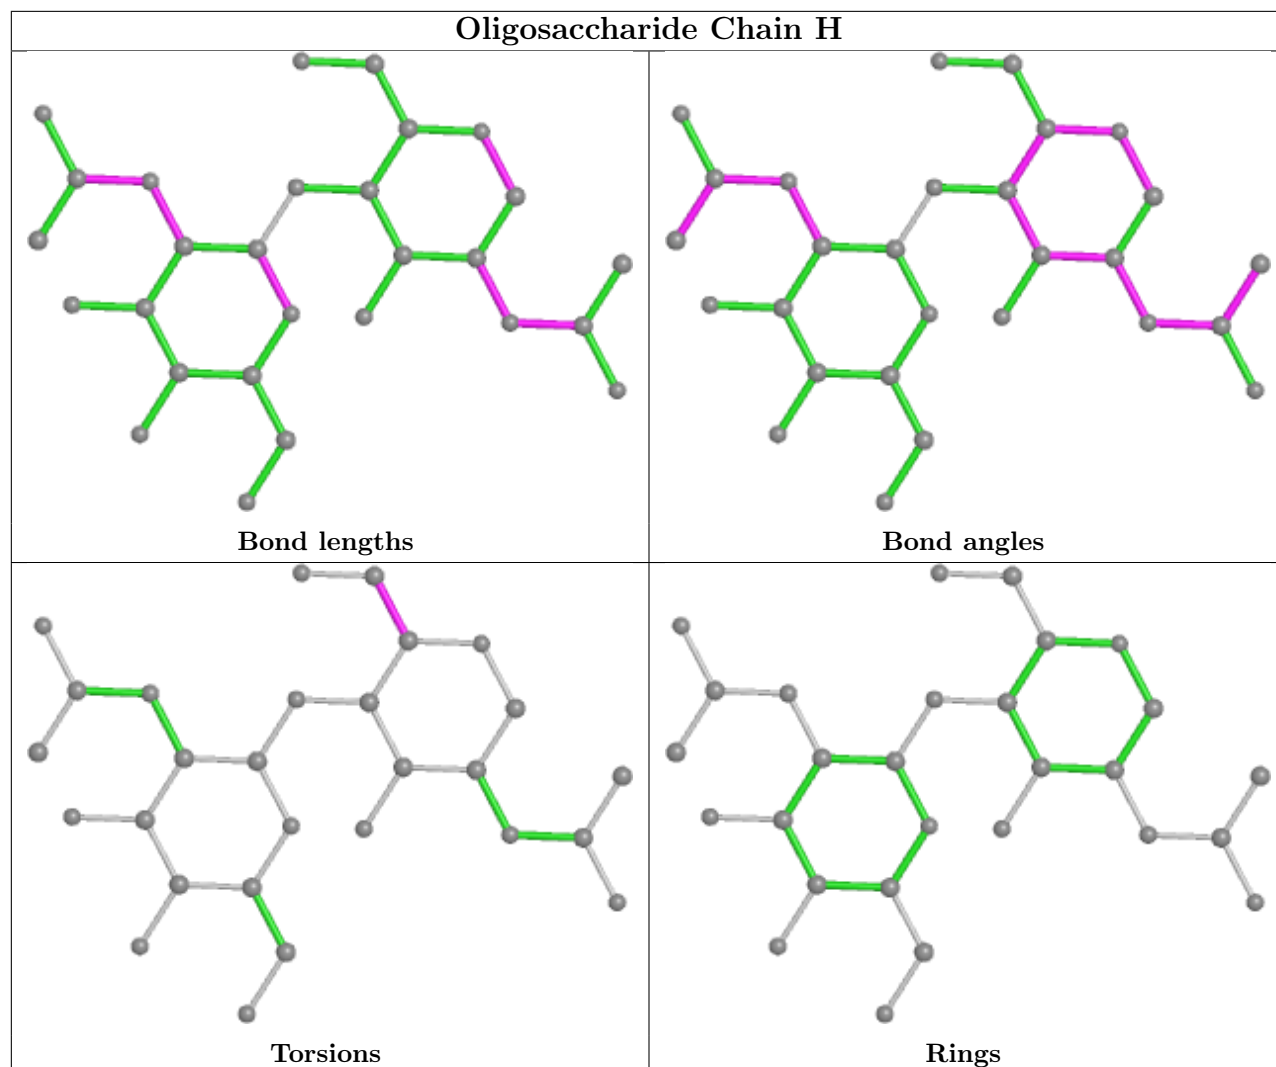 Oligosaccharide Chain H
Bond lengths
Bond angles
Torsions
Rings